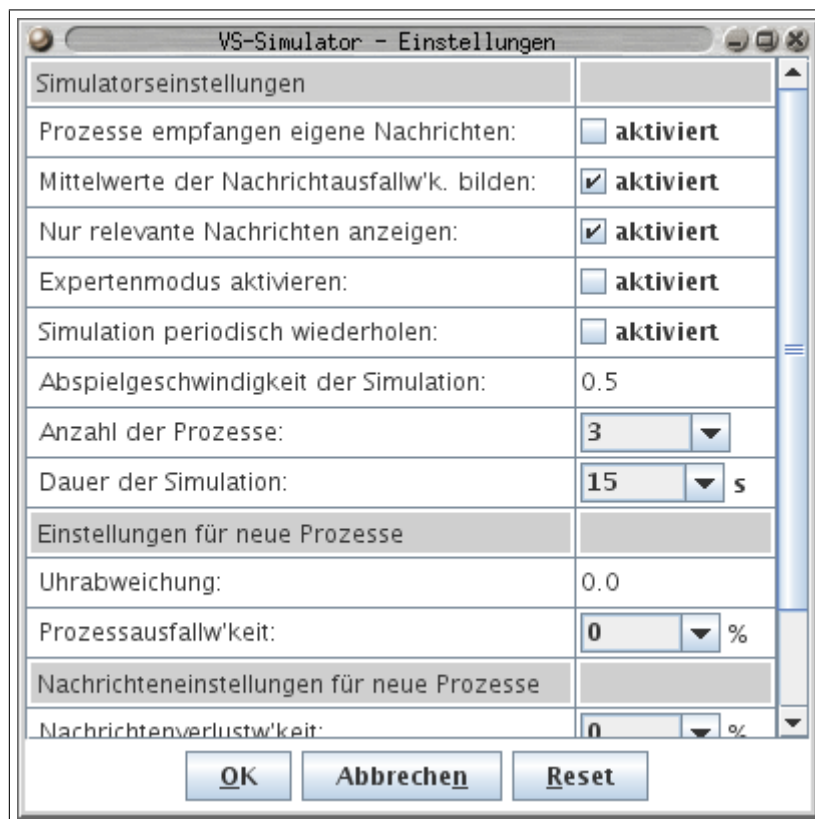 VS-Simulator - Einstellungen
Simulatorseinstellungen
Prozesse empfangen eigene Nachrichten: aktiviert
Mittelwerte der Nachrichtausfallw'k. bilden: aktiviert
Nur relevante Nachrichten anzeigen: aktiviert
Expertenmodus aktivieren: aktiviert
Simulation periodisch wiederholen: aktiviert
Abspielgeschwindigkeit der Simulation: 0.5
Anzahl der Prozesse: 3
Dauer der Simulation: 15 s
Einstellungen für neue Prozesse
Uhrabweichung: 0.0
Prozessausfallw'keit: 0 %
Nachrichteneinstellungen für neue Prozesse
Nachrichtenverlustw'keit: 0 %
OK Abbrechen Reset